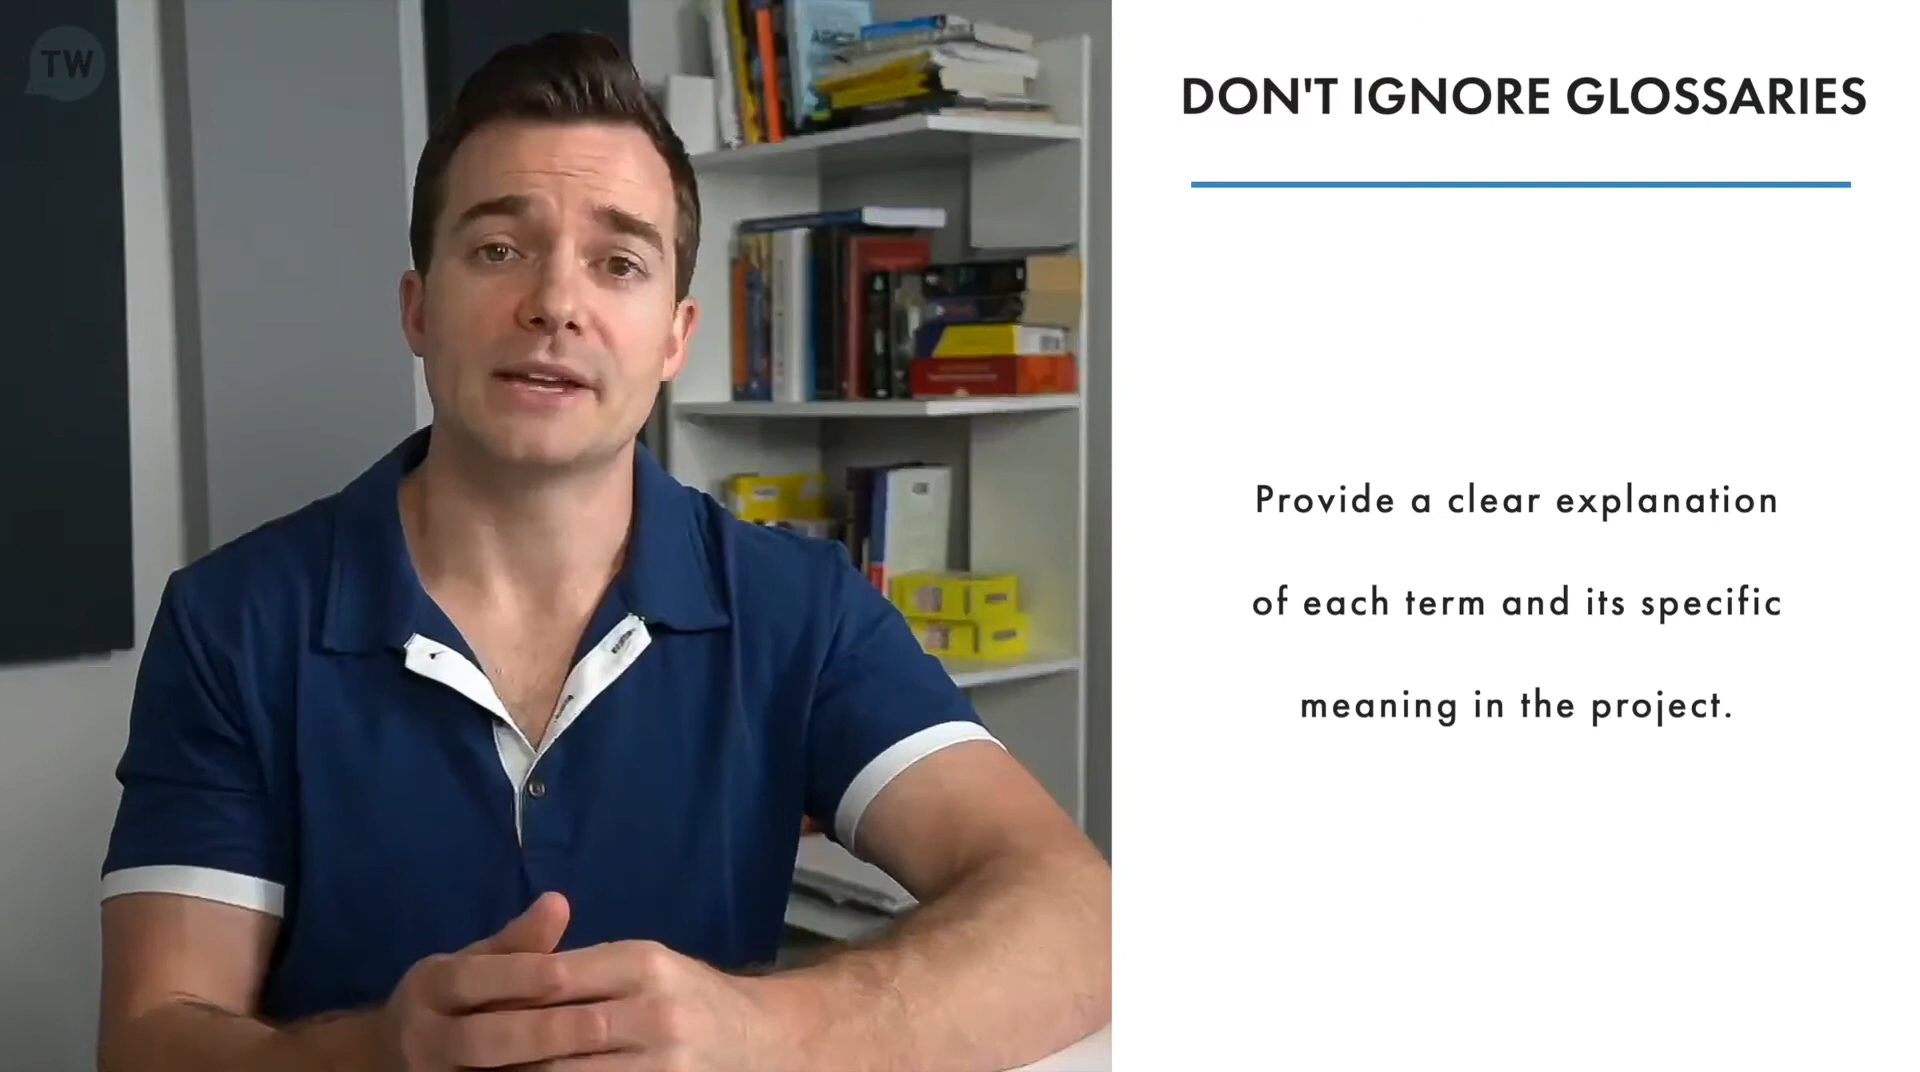 TW
DON'T IGNORE GLOSSARIES
Provide a clear explanation
of each term and its specific
meaning in the project.